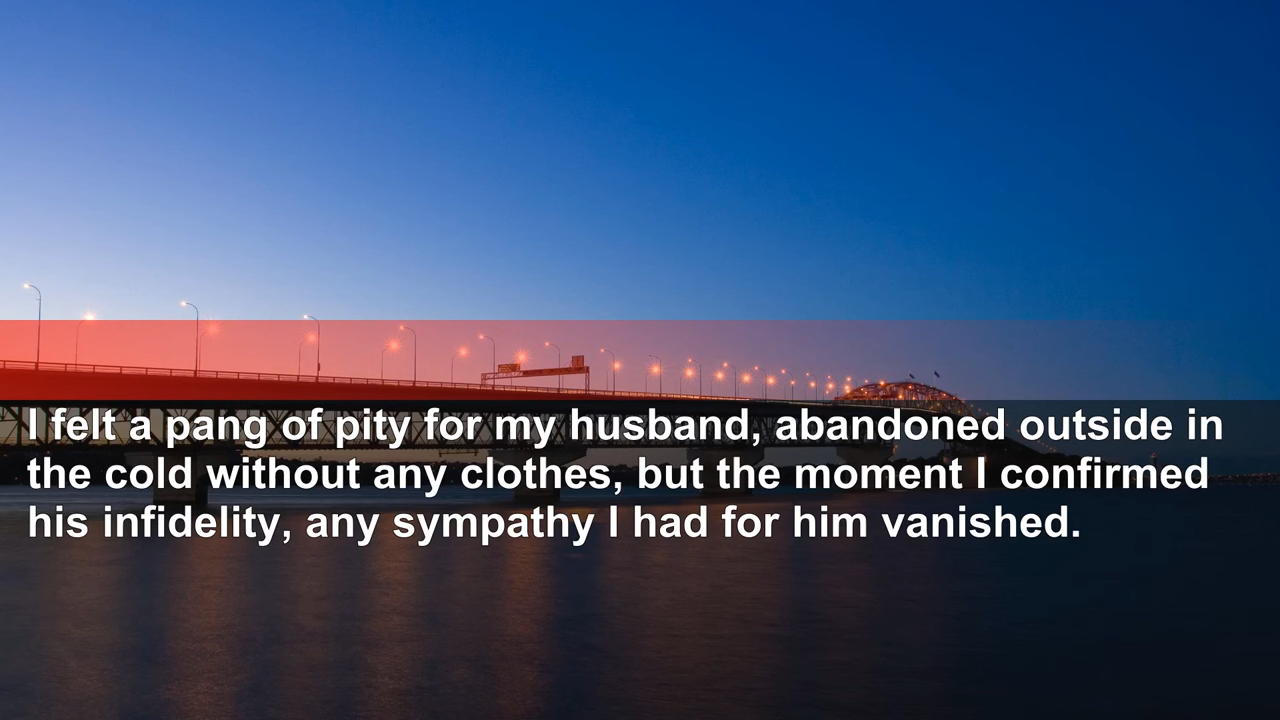 I felt a pang of pity for my husband, abandoned outside in
the cold without any clothes, but the moment I confirmed
his infidelity, any sympathy I had for him vanished.